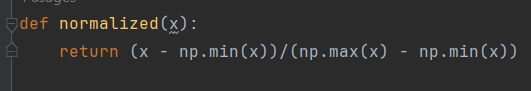 def normalized(x):
    return (x - np.min(x))/(np.max(x) - np.min(x))